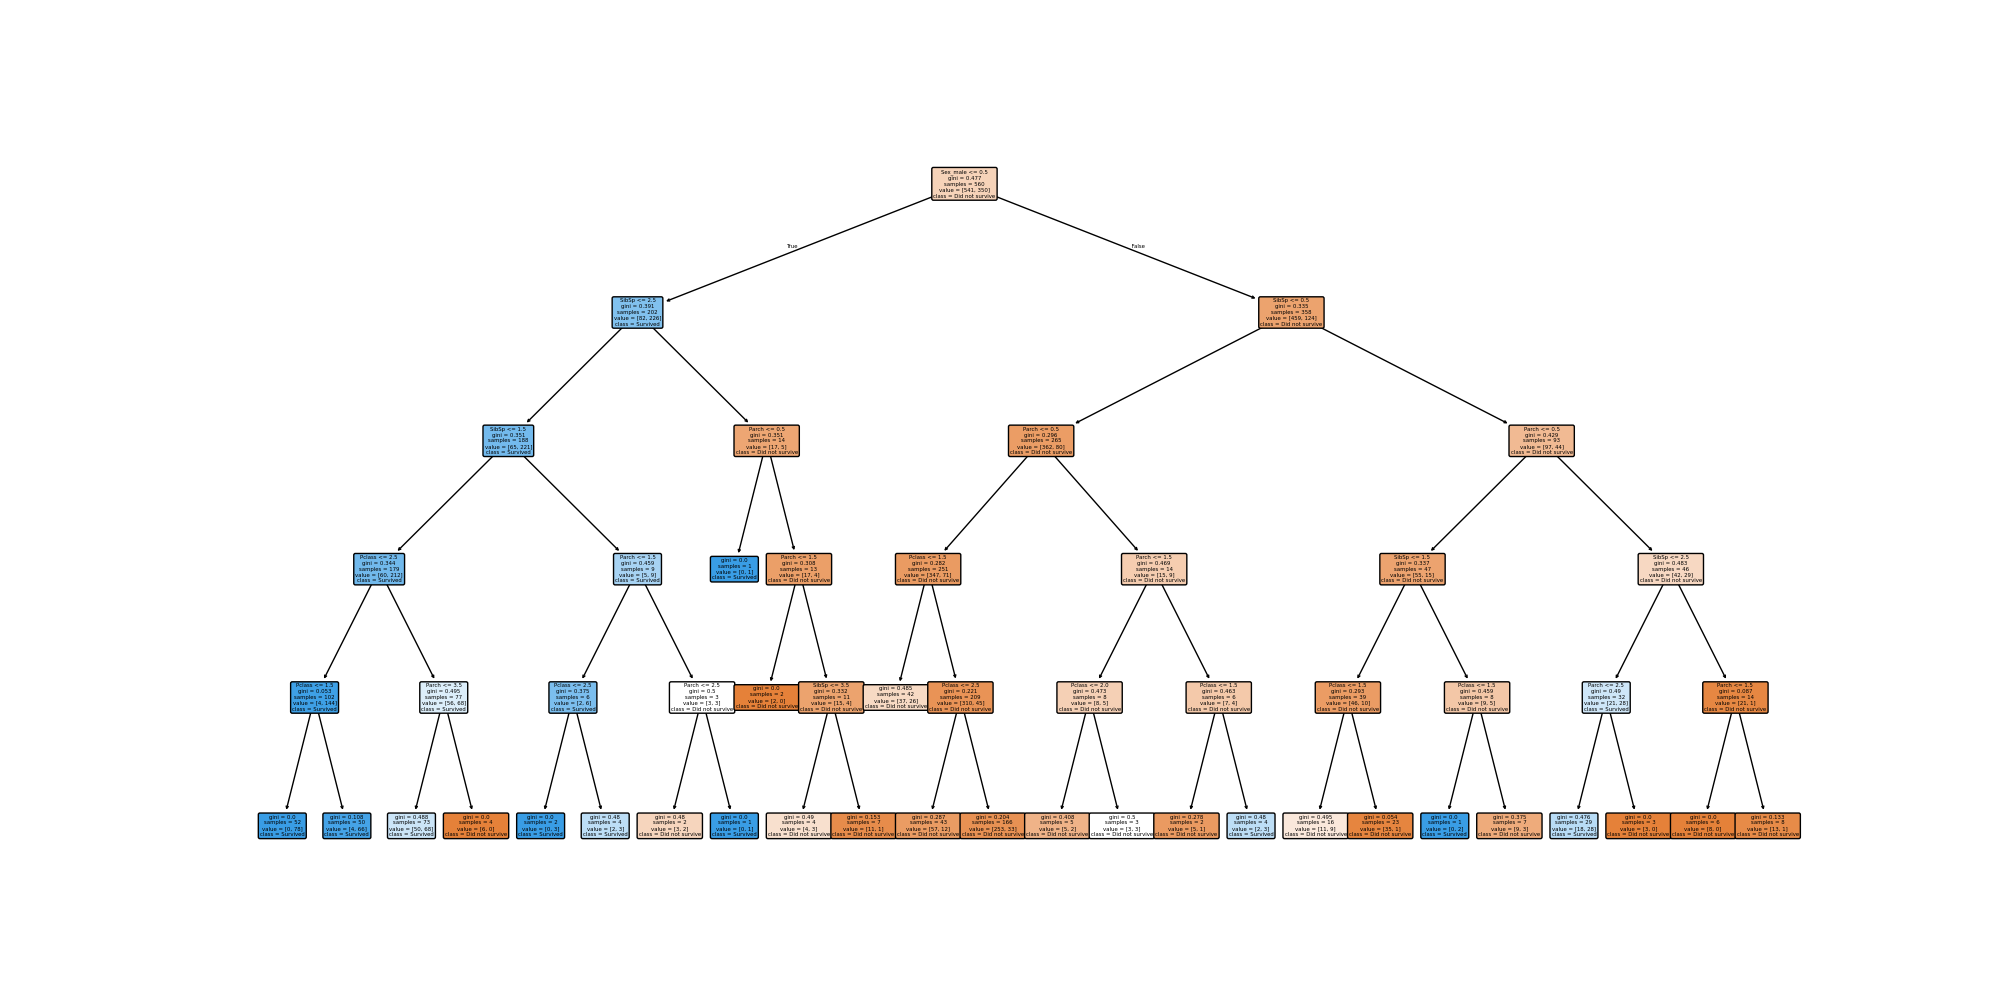 Sex_male <= 0.5
gini = 0.477
samples = 560
value = [541, 350]
class = Did not survive
True
False
SibSp <= 2.5
gini = 0.391
samples = 202
value = [82, 226]
class = Survived
SibSp <= 0.5
gini = 0.335
samples = 358
value = [459, 124]
class = Did not survive
SibSp <= 1.5
gini = 0.351
samples = 188
value = [65, 221]
class = Survived
Parch <= 0.5
gini = 0.351
samples = 14
value = [17, 5]
class = Did not survive
Parch <= 0.5
gini = 0.296
samples = 265
value = [362, 80]
class = Did not survive
Parch <= 0.5
gini = 0.429
samples = 93
value = [97, 44]
class = Did not survive
Pclass <= 2.5
gini = 0.344
samples = 179
value = [60, 212]
class = Survived
Parch <= 1.5
gini = 0.459
samples = 9
value = [5, 9]
class = Survived
gini = 0.0
samples = 1
value = [0, 1]
class = Survived
Parch <= 1.5
gini = 0.308
samples = 13
value = [17, 4]
class = Did not survive
Pclass <= 1.5
gini = 0.282
samples = 251
value = [347, 71]
class = Did not survive
Parch <= 1.5
gini = 0.469
samples = 14
value = [15, 9]
class = Did not survive
SibSp <= 1.5
gini = 0.337
samples = 47
value = [55, 15]
class = Did not survive
SibSp <= 2.5
gini = 0.483
samples = 46
value = [42, 29]
class = Did not survive
Pclass <= 1.5
gini = 0.053
samples = 102
value = [4, 144]
class = Survived
Parch <= 3.5
gini = 0.495
samples = 77
value = [56, 68]
class = Survived
Pclass <= 2.5
gini = 0.375
samples = 6
value = [2, 6]
class = Survived
Parch <= 2.5
gini = 0.5
samples = 3
value = [3, 3]
class = Did not survive
gini = 0.0
samples = 2
value = [2, 0]
class = Did not survive
SibSp <= 3.5
gini = 0.332
samples = 11
value = [15, 4]
class = Did not survive
gini = 0.485
samples = 42
value = [37, 26]
class = Did not survive
Pclass <= 2.5
gini = 0.221
samples = 209
value = [310, 45]
class = Did not survive
Pclass <= 2.0
gini = 0.473
samples = 8
value = [8, 5]
class = Did not survive
Pclass <= 1.5
gini = 0.463
samples = 6
value = [7, 4]
class = Did not survive
Pclass <= 1.5
gini = 0.293
samples = 39
value = [46, 10]
class = Did not survive
Pclass <= 1.5
gini = 0.459
samples = 8
value = [9, 5]
class = Did not survive
Parch <= 2.5
gini = 0.49
samples = 32
value = [21, 28]
class = Survived
Parch <= 1.5
gini = 0.087
samples = 14
value = [21, 1]
class = Did not survive
gini = 0.0
samples = 52
value = [0, 78]
class = Survived
gini = 0.108
samples = 50
value = [4, 66]
class = Survived
gini = 0.488
samples = 73
value = [50, 68]
class = Survived
gini = 0.0
samples = 4
value = [6, 0]
class = Did not survive
gini = 0.0
samples = 2
value = [0, 3]
class = Survived
gini = 0.48
samples = 4
value = [2, 3]
class = Survived
gini = 0.48
samples = 2
value = [3, 2]
class = Did not survive
gini = 0.0
samples = 1
value = [0, 1]
class = Survived
gini = 0.49
samples = 4
value = [4, 3]
class = Did not survive
gini = 0.153
samples = 7
value = [11, 1]
class = Did not survive
gini = 0.287
samples = 43
value = [57, 12]
class = Did not survive
gini = 0.204
samples = 166
value = [253, 33]
class = Did not survive
gini = 0.408
samples = 5
value = [5, 2]
class = Did not survive
gini = 0.5
samples = 3
value = [3, 3]
class = Did not survive
gini = 0.278
samples = 2
value = [5, 1]
class = Did not survive
gini = 0.48
samples = 4
value = [2, 3]
class = Survived
gini = 0.495
samples = 16
value = [11, 9]
class = Did not survive
gini = 0.054
samples = 23
value = [35, 1]
class = Did not survive
gini = 0.0
samples = 1
value = [0, 2]
class = Survived
gini = 0.375
samples = 7
value = [9, 3]
class = Did not survive
gini = 0.476
samples = 29
value = [18, 28]
class = Survived
gini = 0.0
samples = 3
value = [3, 0]
class = Did not survive
gini = 0.0
samples = 6
value = [8, 0]
class = Did not survive
gini = 0.133
samples = 8
value = [13, 1]
class = Did not survive